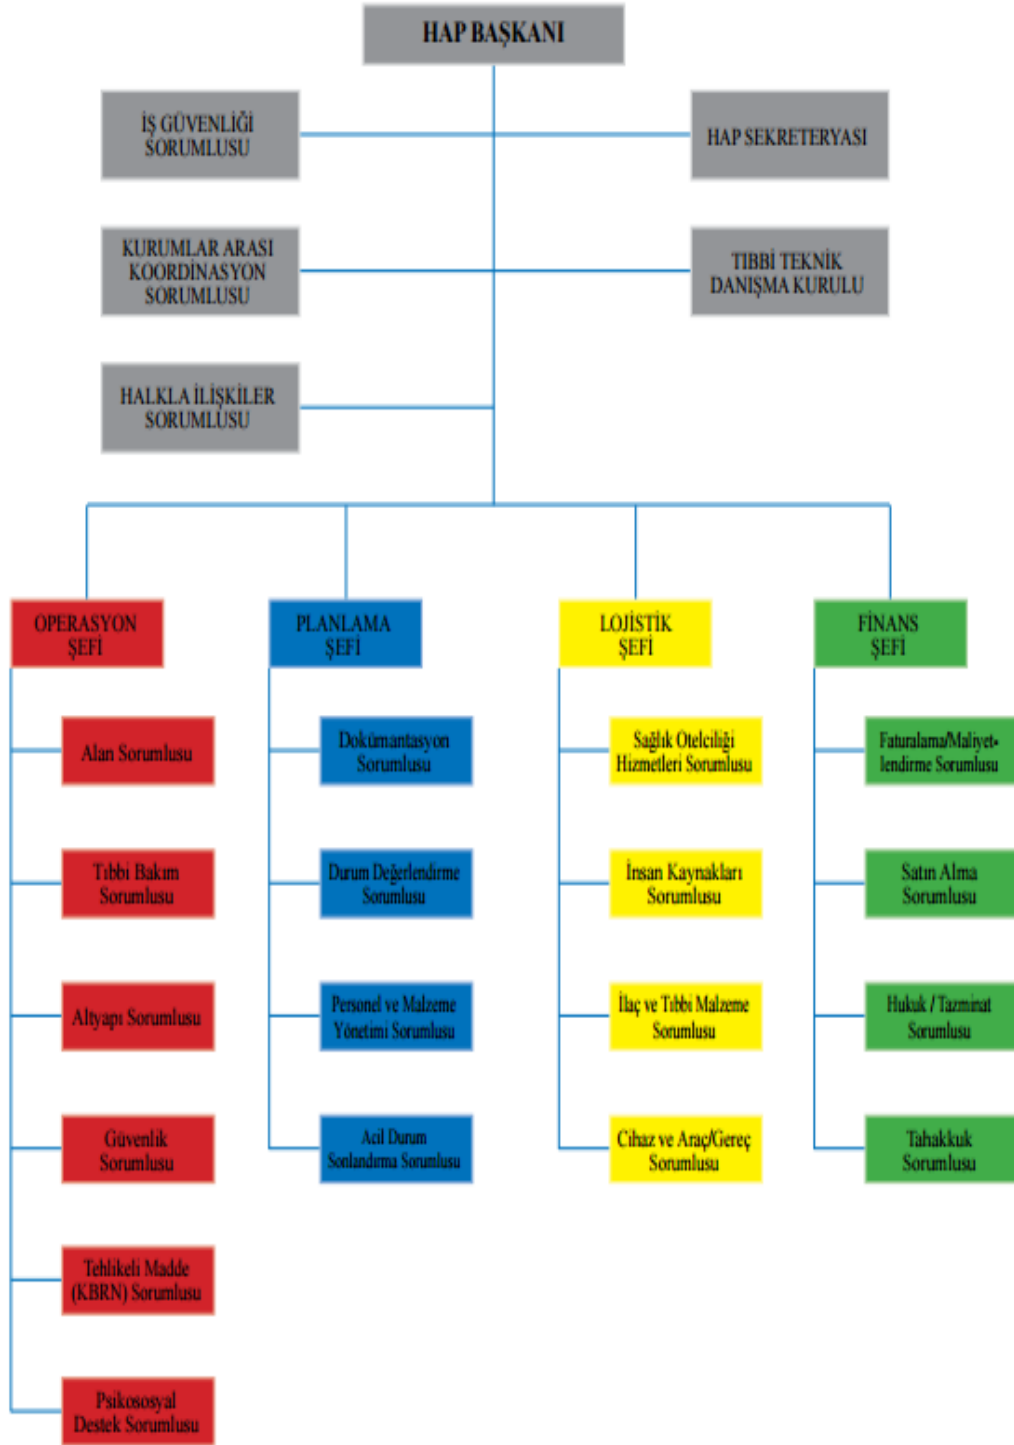 HAP BAŞKANI
İŞ GÜVENLİĞİ
SORUMLUSU
HAP SEKRETERYASI
KURUMLAR ARASI
KOORDİNASYON
SORUMLUSU
TIBBİ TEKNİK
DANIŞMA KURULU
HALKLA İLİŞKİLER
SORUMLUSU
OPERASYON
ŞEFİ
Alan Sorumlusu
Tıbbi Bakım
Sorumlusu
Altyapı Sorumlusu
Güvenlik
Sorumlusu
Tehlikeli Madde
(KBRN) Sorumlusu
Psikososyal
Destek Sorumlusu
PLANLAMA
ŞEFİ
Dokümantasyon
Sorumlusu
Durum Değerlendirme
Sorumlusu
Personel ve Malzeme
Yönetimi Sorumlusu
Acil Durum
Sonlandırma Sorumlusu
LOJİSTİK
ŞEFİ
Sağlık Otelciliği
Hizmetleri Sorumlusu
İnsan Kaynakları
Sorumlusu
İlaç ve Tıbbi Malzeme
Sorumlusu
Cihaz ve Araç/Gereç
Sorumlusu
FİNANS
ŞEFİ
Faturalama/Maliyet-
lendirme Sorumlusu
Satın Alma
Sorumlusu
Hukuk / Tazminat
Sorumlusu
Tahakkuk
Sorumlusu